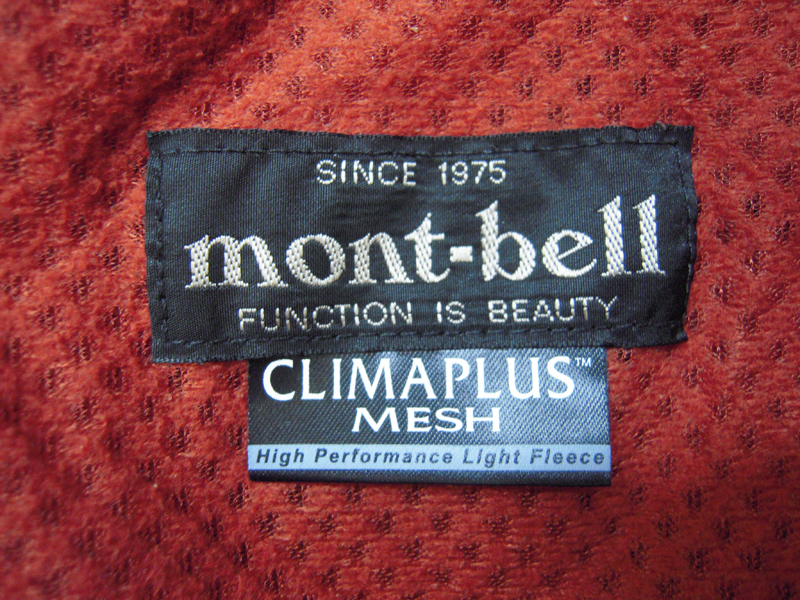 SINCE 1975
mont-bell
FUNCTION IS BEAUTY
CLIMAPLUS™
MESH
High Performance Light Fleece